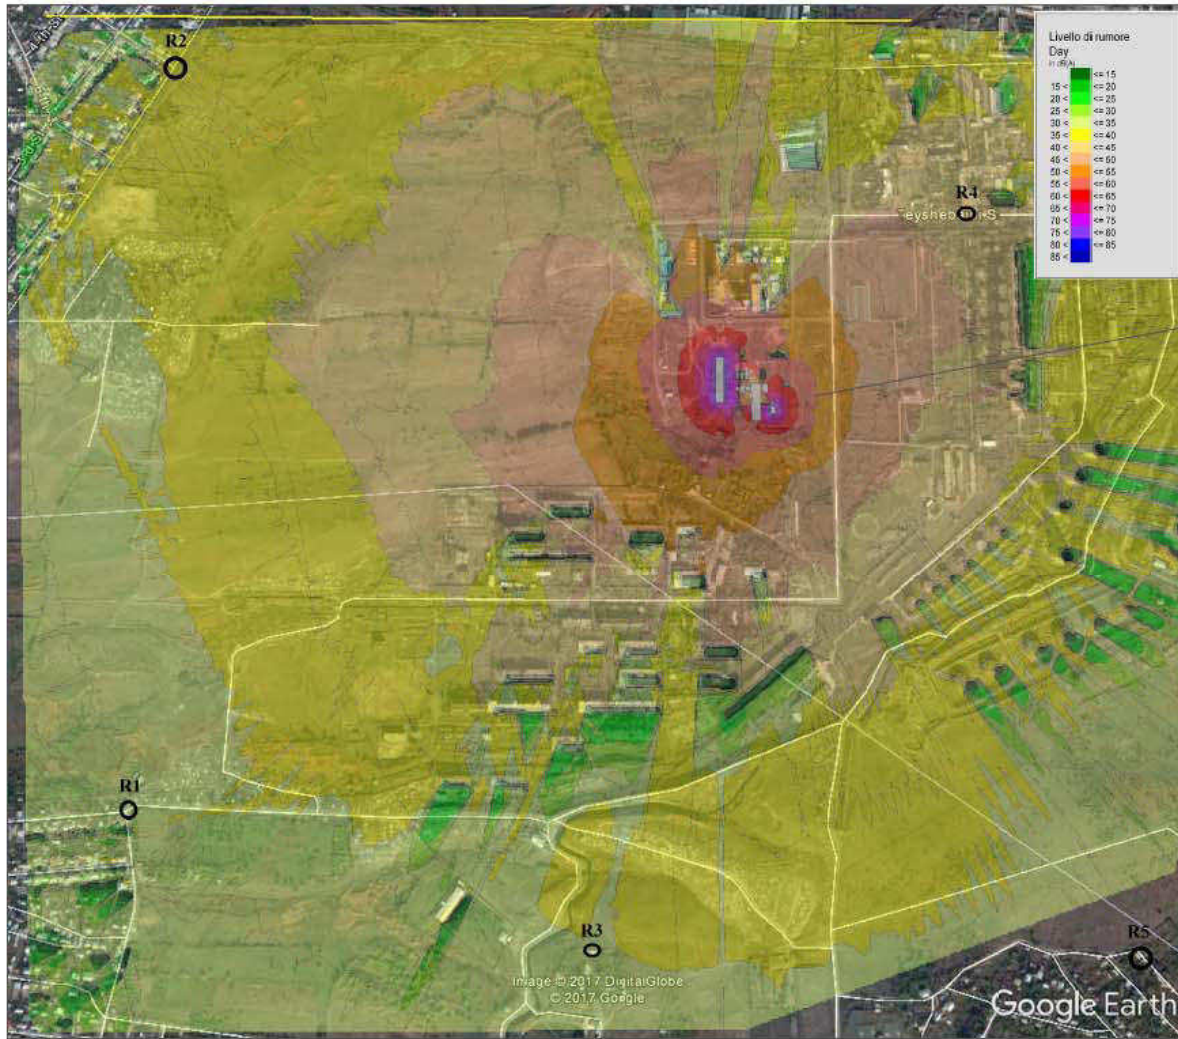 R2
Livello di rumore
Day
in dB(A)
<= 15
15 < <= 20
20 < <= 25
25 < <= 30
30 < <= 35
35 < <= 40
40 < <= 45
45 < <= 50
50 < <= 55
55 < <= 60
60 < <= 65
65 < <= 70
70 < <= 75
75 < <= 80
80 < <= 85
85 <
R4
R1
R3
R5
Image © 2017 DigitalGlobe
© 2017 Google
Google Earth